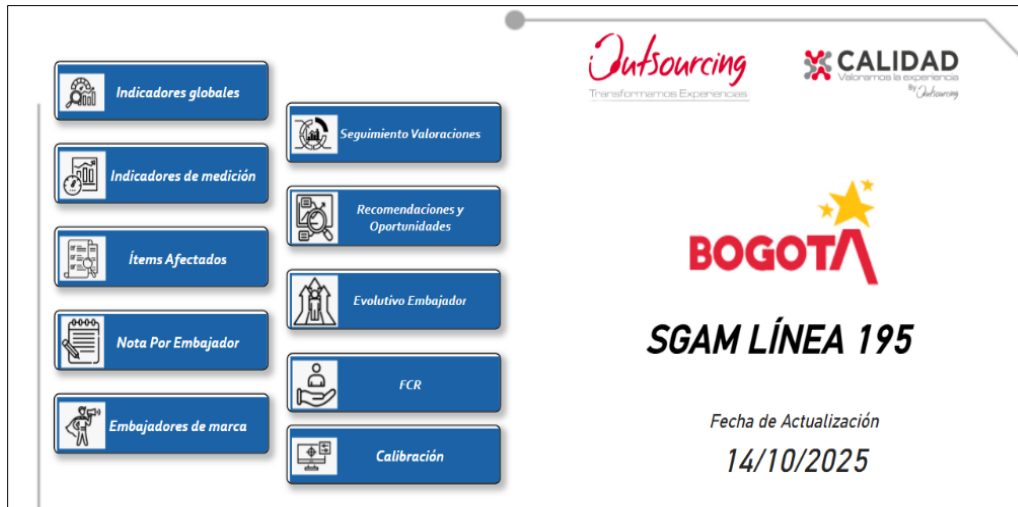 Indicadores globales
Indicadores de medición
Ítems Afectados
Nota Por Embajador
Embajadores de marca
Seguimiento Valoraciones
Recomendaciones y
Oportunidades
Evolutivo Embajador
FCR
Calibración
Outsourcing
Transformamos Experiencias
CALIDAD
Valoremos la experiencia
By Outsourcing
BOGOTA
SGAM LÍNEA 195
Fecha de Actualización
14/10/2025